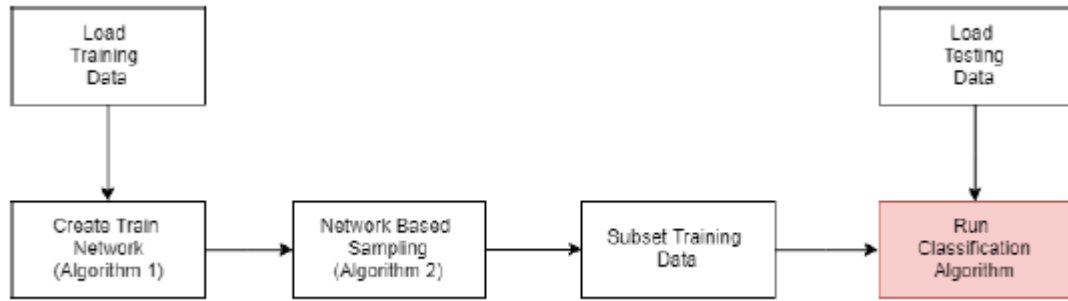 Load
Training
Data
Load
Testing
Data
Create Train
Network
(Algorithm 1)
Network Based
Sampling
(Algorithm 2)
Subset Training
Data
Run
Classification
Algorithm